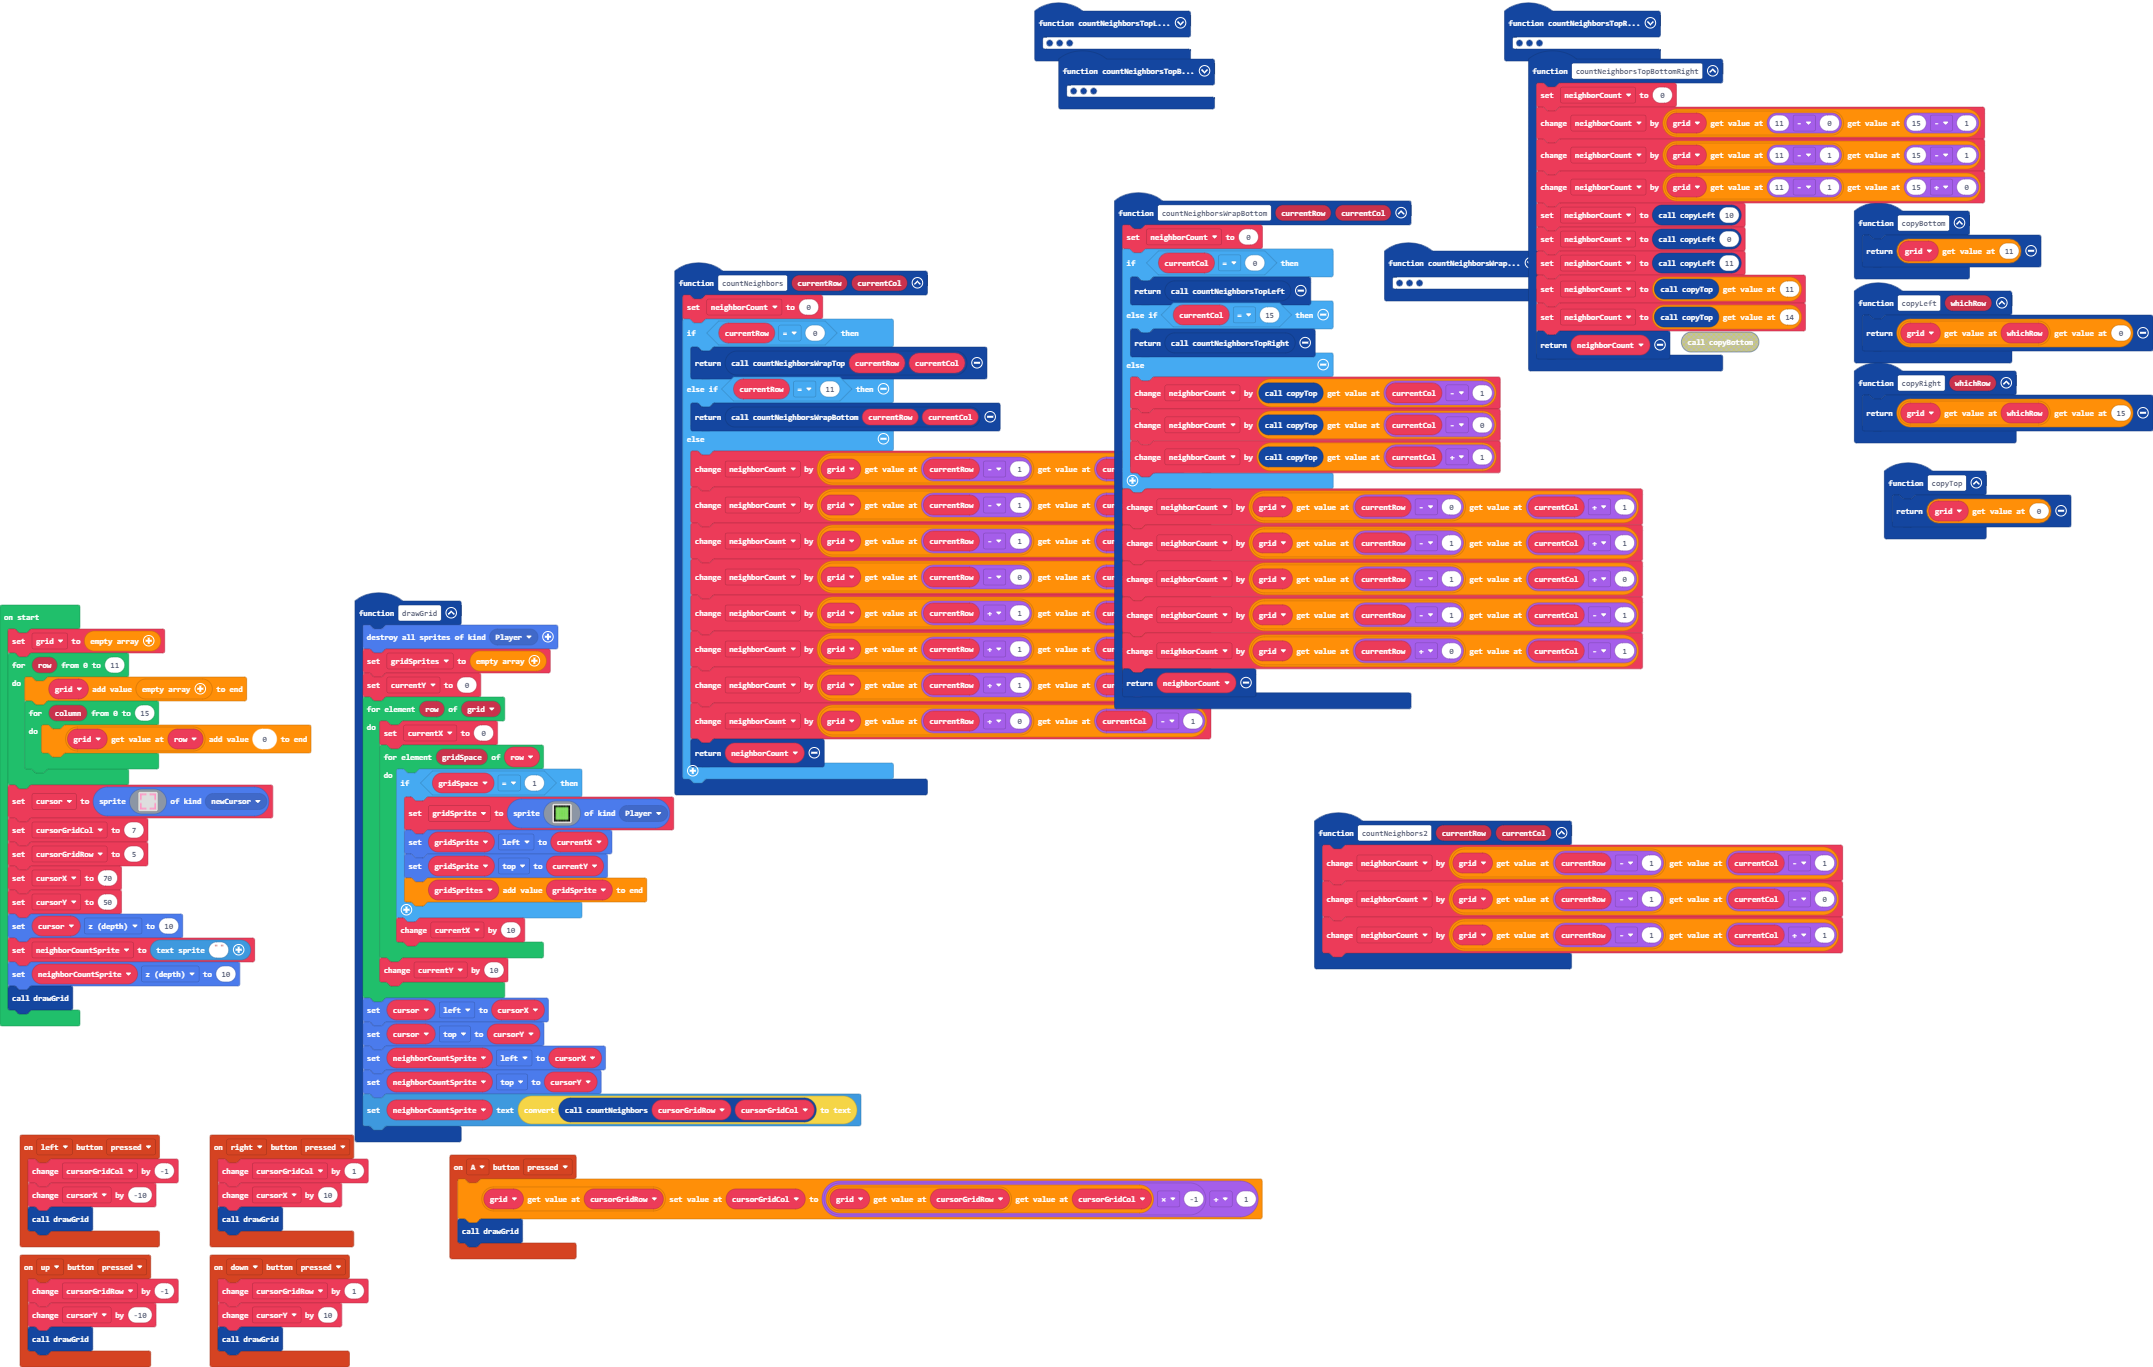 on start
set grid to empty array
for row from 0 to 11
do grid add value empty array to end
for column from 0 to 15
do grid get value at row add value 0 to end
set cursor to sprite of kind newCursor
set cursorGridCol to 7
set cursorGridRow to 5
set cursorX to 70
set cursorY to 50
set cursor z (depth) to 10
set neighborCountSprite to text sprite " "
set neighborCountSprite z (depth) to 10
call drawGrid
function drawGrid
destroy all sprites of kind Player
set gridSprites to empty array
set currentY to 0
for element row of grid
do set currentX to 0
for element gridSpace of row
do if gridSpace = 1 then
set gridSprite to sprite of kind Player
set gridSprite left to currentX
set gridSprite top to currentY
gridSprites add value gridSprite to end
change currentX by 10
change currentY by 10
set cursor left to cursorX
set cursor top to cursorY
set neighborCountSprite left to cursorX
set neighborCountSprite top to cursorY
set neighborCountSprite text convert call countNeighbors cursorGridRow cursorGridCol to text
on left button pressed
change cursorGridCol by -1
change cursorX by -10
call drawGrid
on right button pressed
change cursorGridCol by 1
change cursorX by 10
call drawGrid
on up button pressed
change cursorGridRow by -1
change cursorY by -10
call drawGrid
on down button pressed
change cursorGridRow by 1
change cursorY by 10
call drawGrid
on A button pressed
grid get value at cursorGridRow set value at cursorGridCol to grid get value at cursorGridRow get value at cursorGridCol × -1 + 1
call drawGrid
function countNeighbors currentRow currentCol
set neighborCount to 0
if currentRow = 0 then
return call countNeighborsWrapTop currentRow currentCol
else if currentRow = 11 then
return call countNeighborsWrapBottom currentRow currentCol
else
change neighborCount by grid get value at currentRow - 1 get value at cur
change neighborCount by grid get value at currentRow - 1 get value at cur
change neighborCount by grid get value at currentRow - 1 get value at cur
change neighborCount by grid get value at currentRow - 0 get value at cur
change neighborCount by grid get value at currentRow + 1 get value at cur
change neighborCount by grid get value at currentRow + 1 get value at cur
change neighborCount by grid get value at currentRow + 1 get value at cur
change neighborCount by grid get value at currentRow + 0 get value at currentCol - 1
return neighborCount
function countNeighborsTopL...
function countNeighborsTopB...
function countNeighborsWrapBottom currentRow currentCol
set neighborCount to 0
if currentCol = 0 then
return call countNeighborsTopLeft
else if currentCol = 15 then
return call countNeighborsTopRight
else
change neighborCount by call copyTop get value at currentCol - 1
change neighborCount by call copyTop get value at currentCol - 0
change neighborCount by call copyTop get value at currentCol + 1
change neighborCount by grid get value at currentRow - 0 get value at currentCol + 1
change neighborCount by grid get value at currentRow - 1 get value at currentCol + 1
change neighborCount by grid get value at currentRow - 1 get value at currentCol + 0
change neighborCount by grid get value at currentRow - 1 get value at currentCol - 1
change neighborCount by grid get value at currentRow + 0 get value at currentCol - 1
return neighborCount
function countNeighborsWrap...
function countNeighborsTopR...
function countNeighborsTopBottomRight
set neighborCount to 0
change neighborCount by grid get value at 11 - 0 get value at 15 - 1
change neighborCount by grid get value at 11 - 1 get value at 15 - 1
change neighborCount by grid get value at 11 - 1 get value at 15 + 0
set neighborCount to call copyLeft 10
set neighborCount to call copyLeft 0
set neighborCount to call copyLeft 11
set neighborCount to call copyTop get value at 11
set neighborCount to call copyTop get value at 14
return neighborCount
call copyBottom
function copyBottom
return grid get value at 11
function copyLeft whichRow
return grid get value at whichRow get value at 0
function copyRight whichRow
return grid get value at whichRow get value at 15
function copyTop
return grid get value at 0
function countNeighbors2 currentRow currentCol
change neighborCount by grid get value at currentRow - 1 get value at currentCol - 1
change neighborCount by grid get value at currentRow - 1 get value at currentCol - 0
change neighborCount by grid get value at currentRow - 1 get value at currentCol + 1